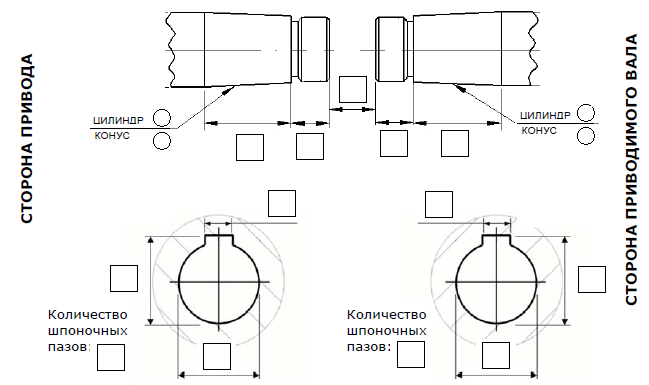 СТОРОНА ПРИВОДА
ЦИЛИНДР
КОНУС
ЦИЛИНДР
КОНУС
СТОРОНА ПРИВОДИМОГО ВАЛА
Количество
шпоночных
пазов:
Количество
шпоночных
пазов: